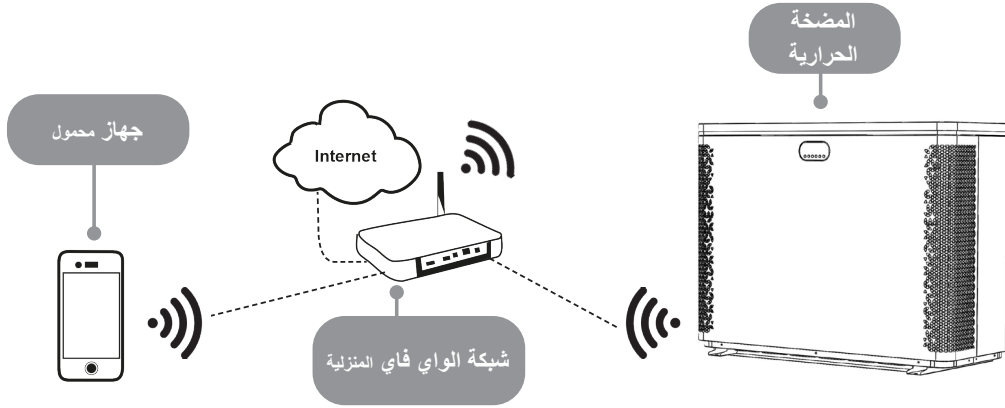 المضخة
الحرارية
جهاز محمول
Internet
شبكة الواي فاي المنزلية